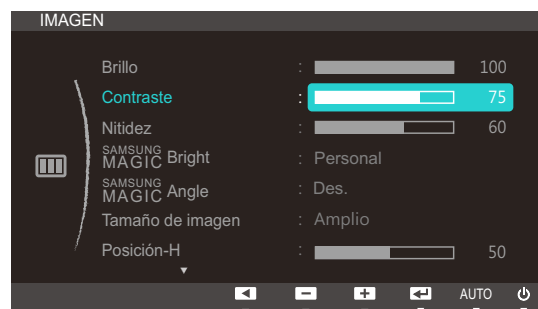 IMAGEN
Brillo : 100
Contraste : 75
Nitidez : 60
SAMSUNG MAGIC Bright : Personal
SAMSUNG MAGIC Angle : Des.
Tamaño de imagen : Amplio
Posición-H : 50
AUTO